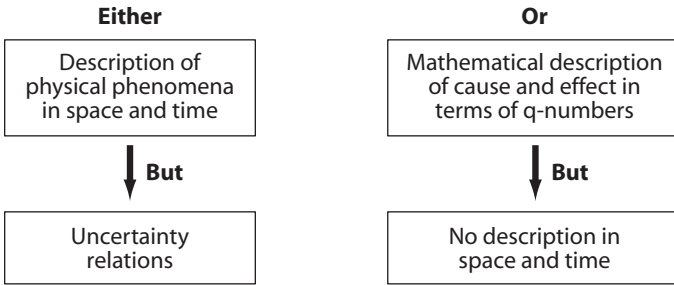 Either
Description of
physical phenomena
in space and time
But
Uncertainty
relations
Or
Mathematical description
of cause and effect in
terms of q-numbers
But
No description in
space and time